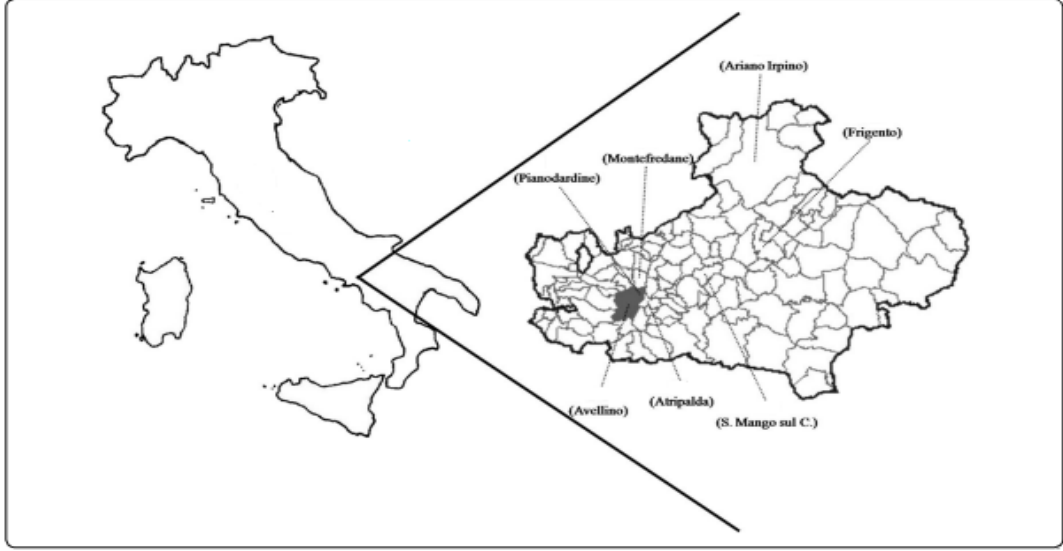 (Ariano Irpino)
(Frigento)
(Montefredane)
(Pianodardine)
(Avellino)
(Atripalda)
(S. Mango sul C.)